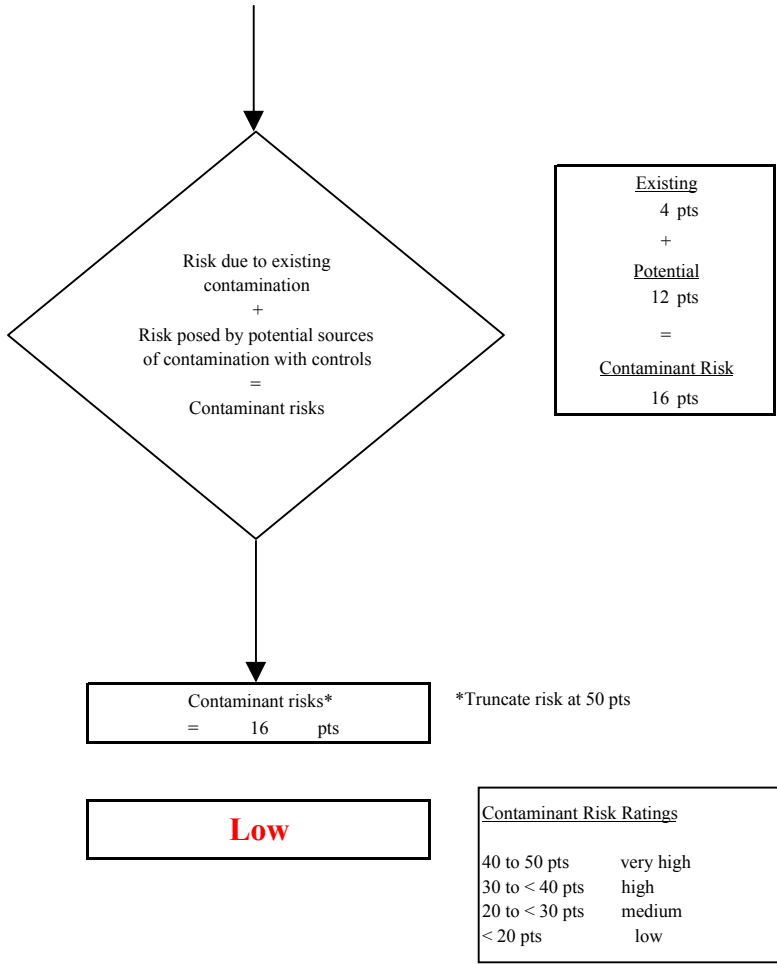 Risk due to existing
contamination
+
Risk posed by potential sources
of contamination with controls
=
Contaminant risks
Existing
4 pts
+
Potential
12 pts
=
Contaminant Risk
16 pts
Contaminant risks*
= 16 pts
*Truncate risk at 50 pts
Low
Contaminant Risk Ratings
40 to 50 pts very high
30 to < 40 pts high
20 to < 30 pts medium
< 20 pts low